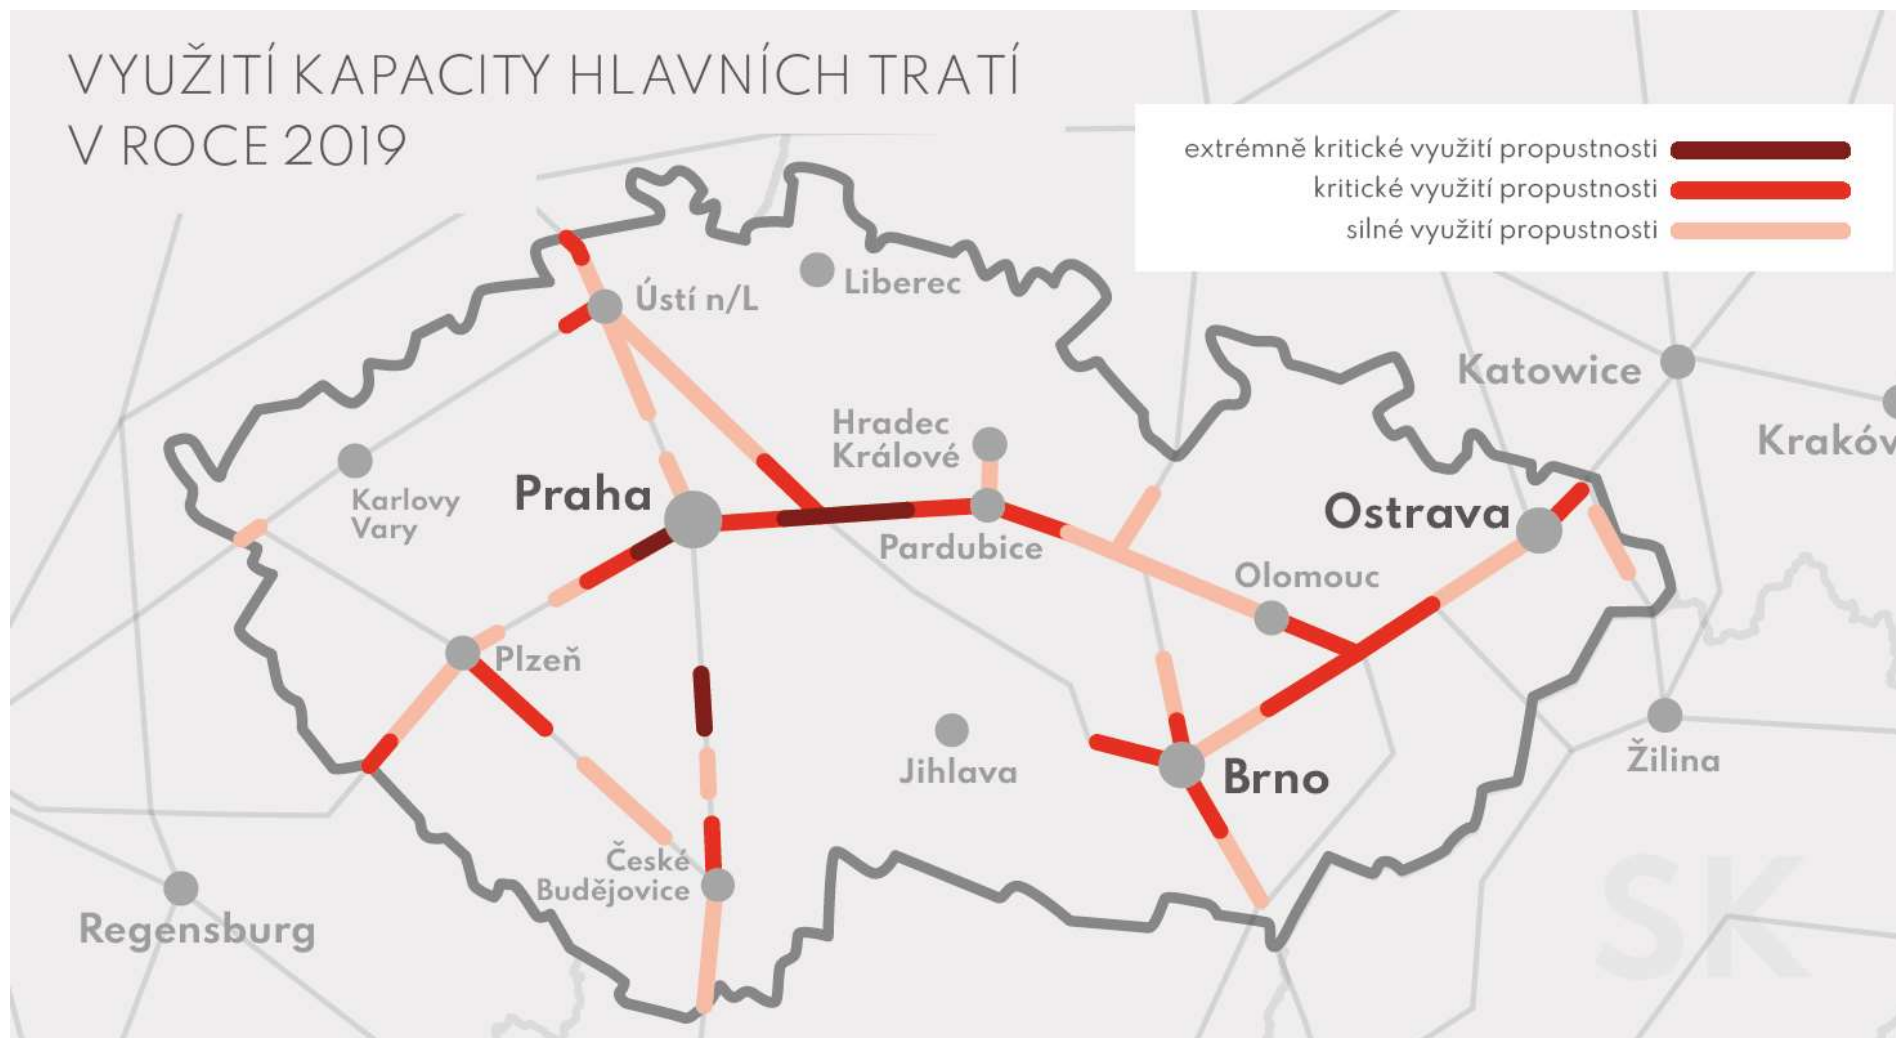 VYUŽITÍ KAPACITY HLAVNÍCH TRATÍ
V ROCE 2019
extrémně kritické využití propustnosti
kritické využití propustnosti
silné využití propustnosti
Ústí n/L
Liberec
Katowice
Hradec
Králové
Kraków
Karlovy
Vary
Praha
Ostrava
Pardubice
Olomouc
Plzeň
Jihlava
Brno
Žilina
České
Budějovice
Regensburg
SK